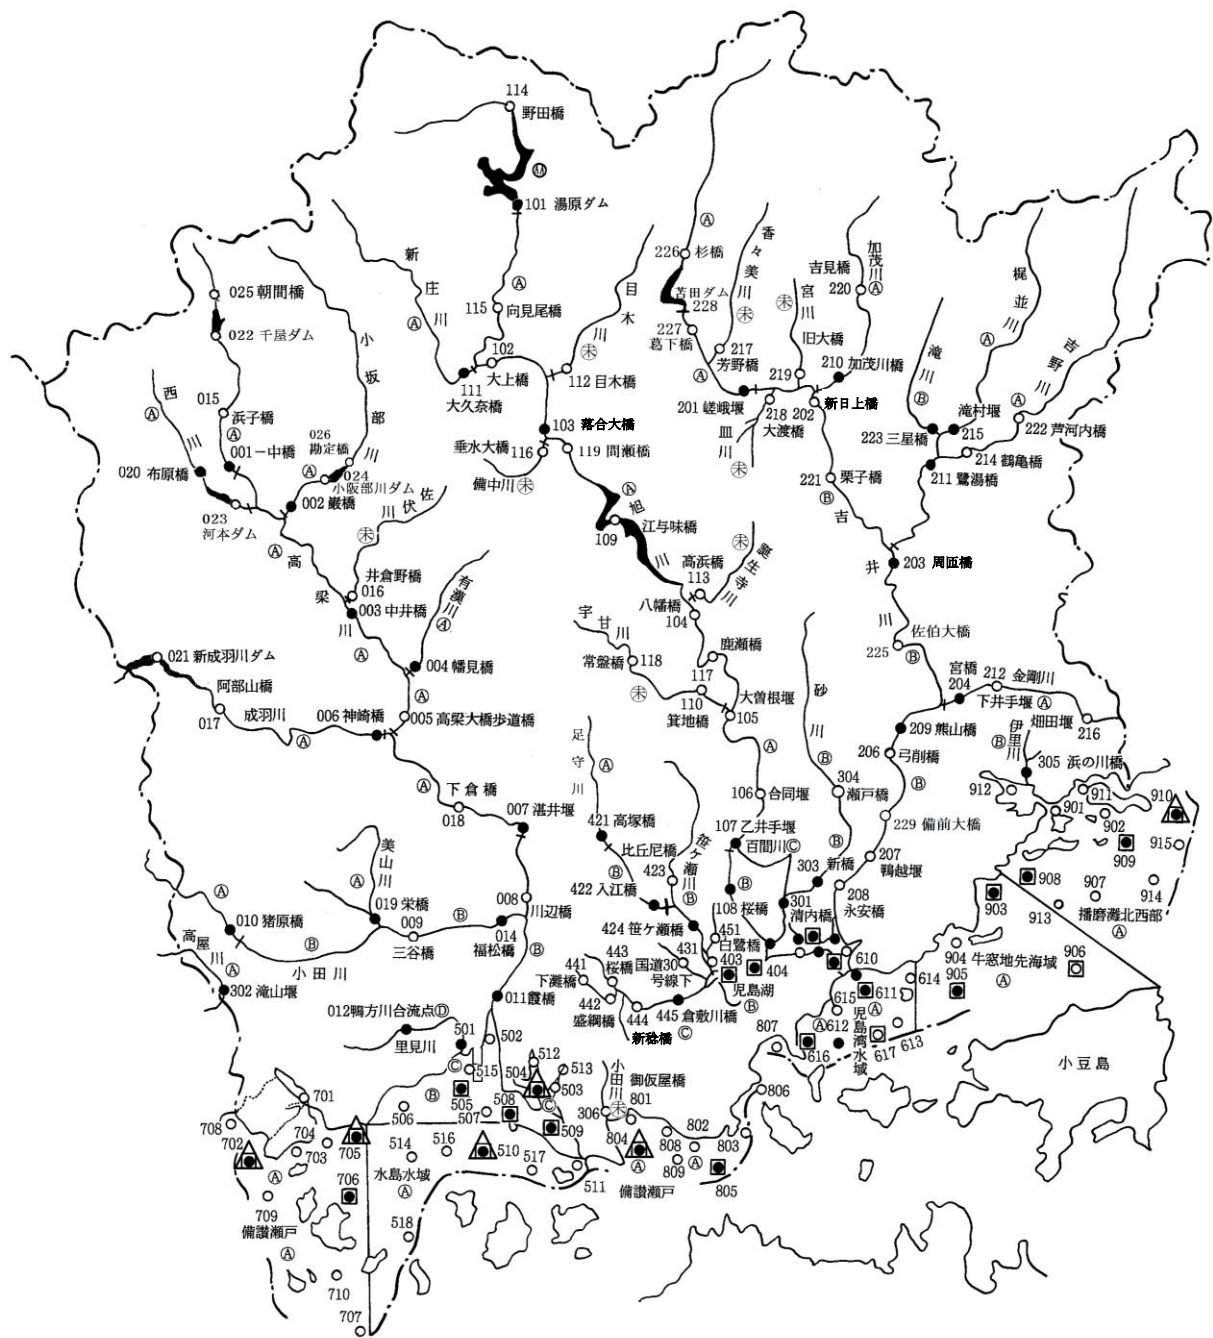 114
野田橋
Ⓜ
101 湯原ダム
新庄川
Ⓐ
Ⓐ
115
向見尾橋
102
大上橋
111
大久奈橋
目木川
㊍
112 目木橋
103
落合大橋
垂水大橋
116
119 間瀬橋
備中川
Ⓐ
旭川
109
江与味橋
025 朝間橋
022 千屋ダム
小坂部川
西川
Ⓐ
015
浜子橋
Ⓐ
001一中橋
026
勘定橋
Ⓐ
024
小阪部川ダム
020 布原橋
023
河本ダム
002 巌橋
佐伏川
Ⓐ
高梁川
井倉野橋
016
003 中井橋
Ⓐ
有漢川
Ⓐ
004 幡見橋
Ⓐ
021 新成羽川ダム
阿部山橋
017
成羽川
Ⓐ
006 神崎橋
005 高梁大橋歩道橋
Ⓐ
下倉橋
018
007 湛井堰
Ⓐ
226
杉橋
苫田ダム
228
227
葛下橋
Ⓐ
香々美川
217
芳野橋
宮川
旧大橋
219
吉見橋
220
加茂川
Ⓐ
210
加茂川橋
201 嵯峨堰
218
大渡橋
皿川
202
新日上橋
221
栗子橋
Ⓑ
吉井川
滝川
Ⓑ
梶並川
Ⓐ
吉野川
Ⓐ
滝村堰
215
223 三星橋
222 芦河内橋
214 鶴亀橋
211 鷺湯橋
203 周匝橋
高浜橋
113
誕生寺川
八幡橋
104
宇甘川
常盤橋
118
鹿瀬橋
117
110
箕地橋
大曽根堰
105
Ⓐ
106
合同堰
砂川
Ⓑ
304
瀬戸橋
Ⓑ
佐伯大橋
225
Ⓑ
宮橋
204
212
金剛川
下井手堰
Ⓐ
畑田堰
216
209 熊山橋
206
弓削橋
Ⓑ
229 備前大橋
207
鴨越堰
208
永安橋
伊里川
Ⓑ
305 浜の川橋
912
911
901
902
910
909
915
908
907
914
903
913
播磨灘北西部
Ⓐ
904
906
牛窓地先海域
Ⓐ
905
足守川
Ⓐ
421 高塚橋
比丘尼橋
Ⓑ
422 入江橋
423
笹ヶ瀬川
Ⓑ
424 笹ヶ瀬橋
107 乙井手堰
百間川Ⓒ
Ⓑ
108 桜橋
303
新橋
301
清内橋
451
白鷺橋
403
404
児島湖
Ⓑ
443
桜橋
441
下灘橋
442
盛綱橋
431
国道
30
号線下
444
新稔橋
445 倉敷川橋
Ⓒ
610
614
615
611
Ⓐ
612
Ⓐ
616
617
613
児島湾水域
小豆島
美山川
Ⓐ
Ⓐ
010 猪原橋
019 栄橋
Ⓑ
009
三谷橋
Ⓑ
小田川
014
福松橋
008
川辺橋
Ⓑ
高屋川
Ⓐ
302 滝山堰
012鴨方川合流点Ⓓ
里見川
011霞橋
501
502
Ⓒ
515
505
Ⓑ
506
507
504
512
513
503
Ⓒ
508
509
510
514
516
517
511
518
水島水域
Ⓐ
701
708
702
704
703
705
706
709
備讃瀬戸
Ⓐ
Ⓐ
710
707
小田川
御仮屋橋
306
801
802
808
804
Ⓐ
809
Ⓐ
803
805
備讃瀬戸
806
807